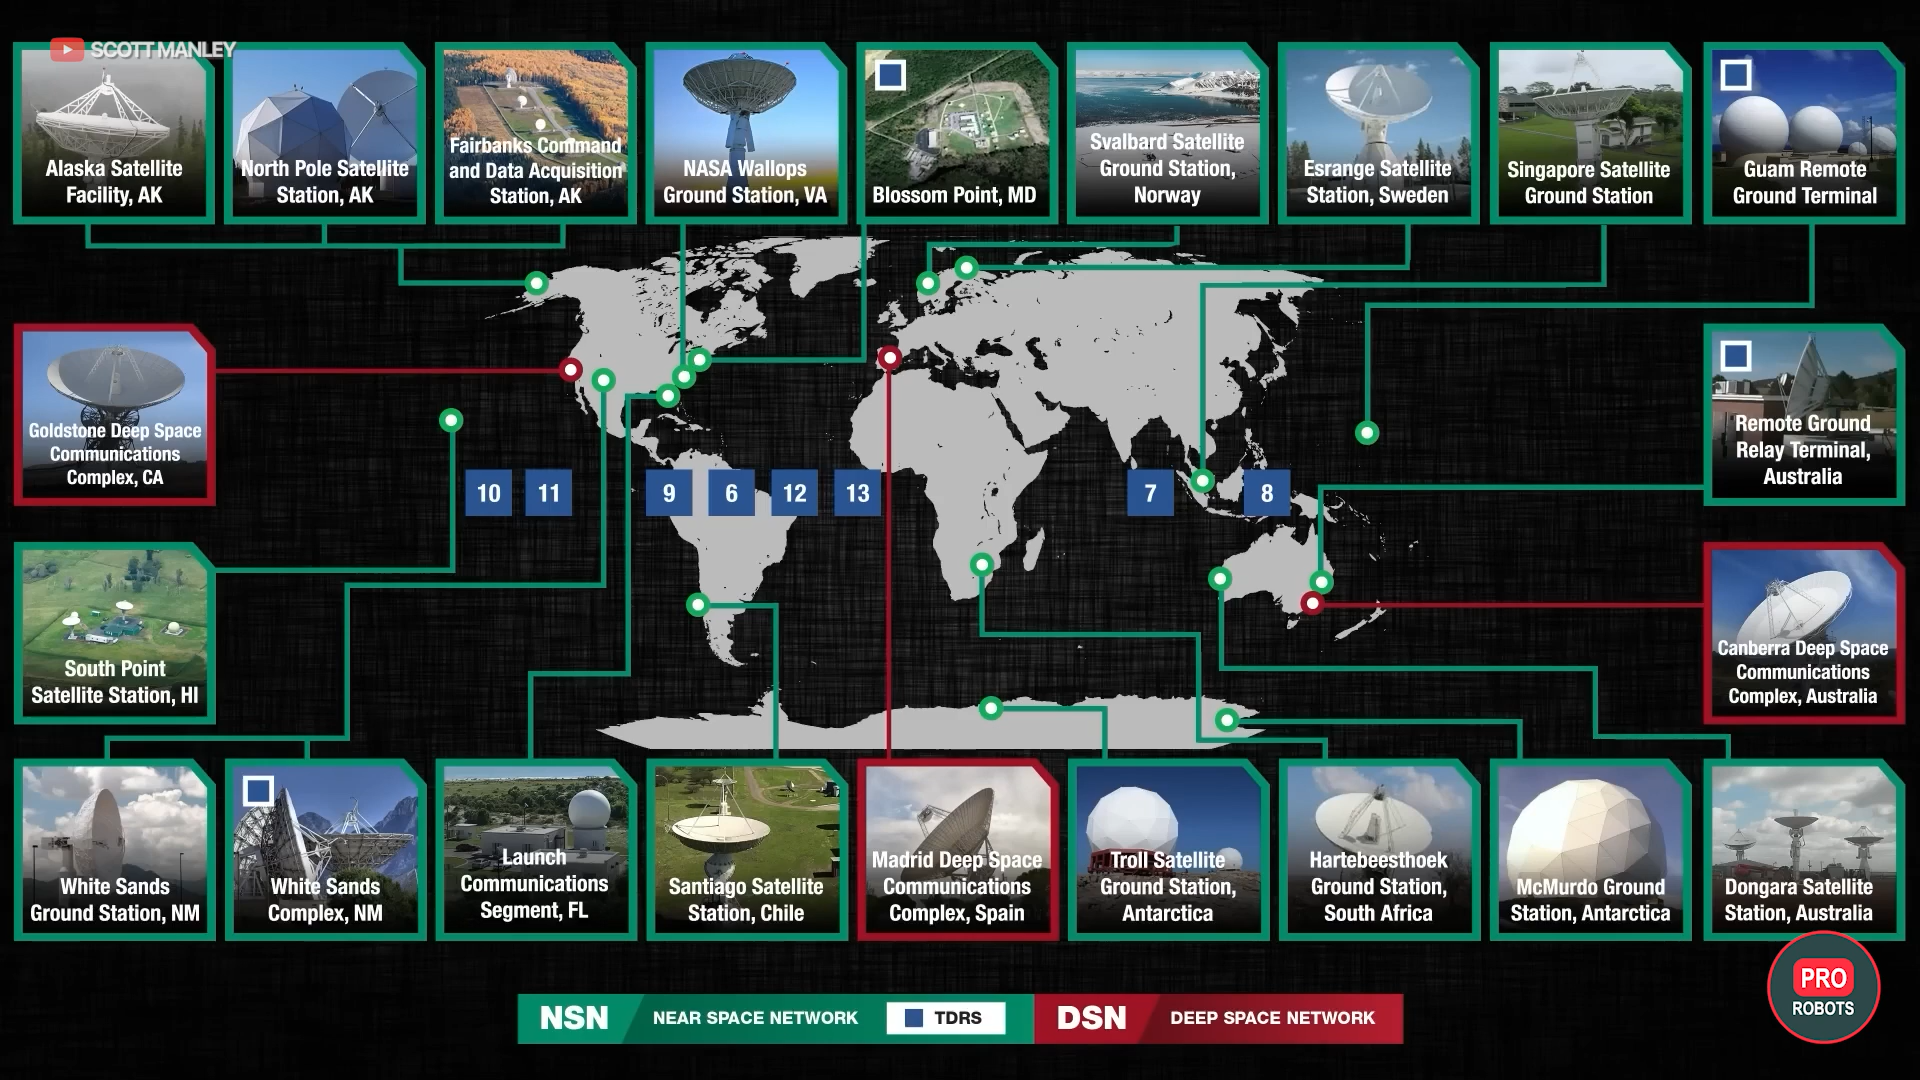 SCOTT MANLEY
Alaska Satellite
Facility, AK
North Pole Satellite
Station, AK
Fairbanks Command
and Data Acquisition
Station, AK
NASA Wallops
Ground Station, VA
Blossom Point, MD
Svalbard Satellite
Ground Station,
Norway
Esrange Satellite
Station, Sweden
Singapore Satellite
Ground Station
Guam Remote
Ground Terminal
Goldstone Deep Space
Communications
Complex, CA
Remote Ground
Relay Terminal,
Australia
10 11 9 6 12 13 7 8
South Point
Satellite Station, HI
Canberra Deep Space
Communications
Complex, Australia
White Sands
Ground Station, NM
White Sands
Complex, NM
Launch
Communications
Segment, FL
Santiago Satellite
Station, Chile
Madrid Deep Space
Communications
Complex, Spain
Troll Satellite
Ground Station,
Antarctica
Hartebeesthoek
Ground Station,
South Africa
McMurdo Ground
Station, Antarctica
Dongara Satellite
Station, Australia
PRO
ROBOTS
NSN NEAR SPACE NETWORK TDRS DSN DEEP SPACE NETWORK